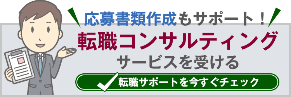 応募書類作成もサポート！
転職コンサルティング
サービスを受ける
転職サポートを今すぐチェック